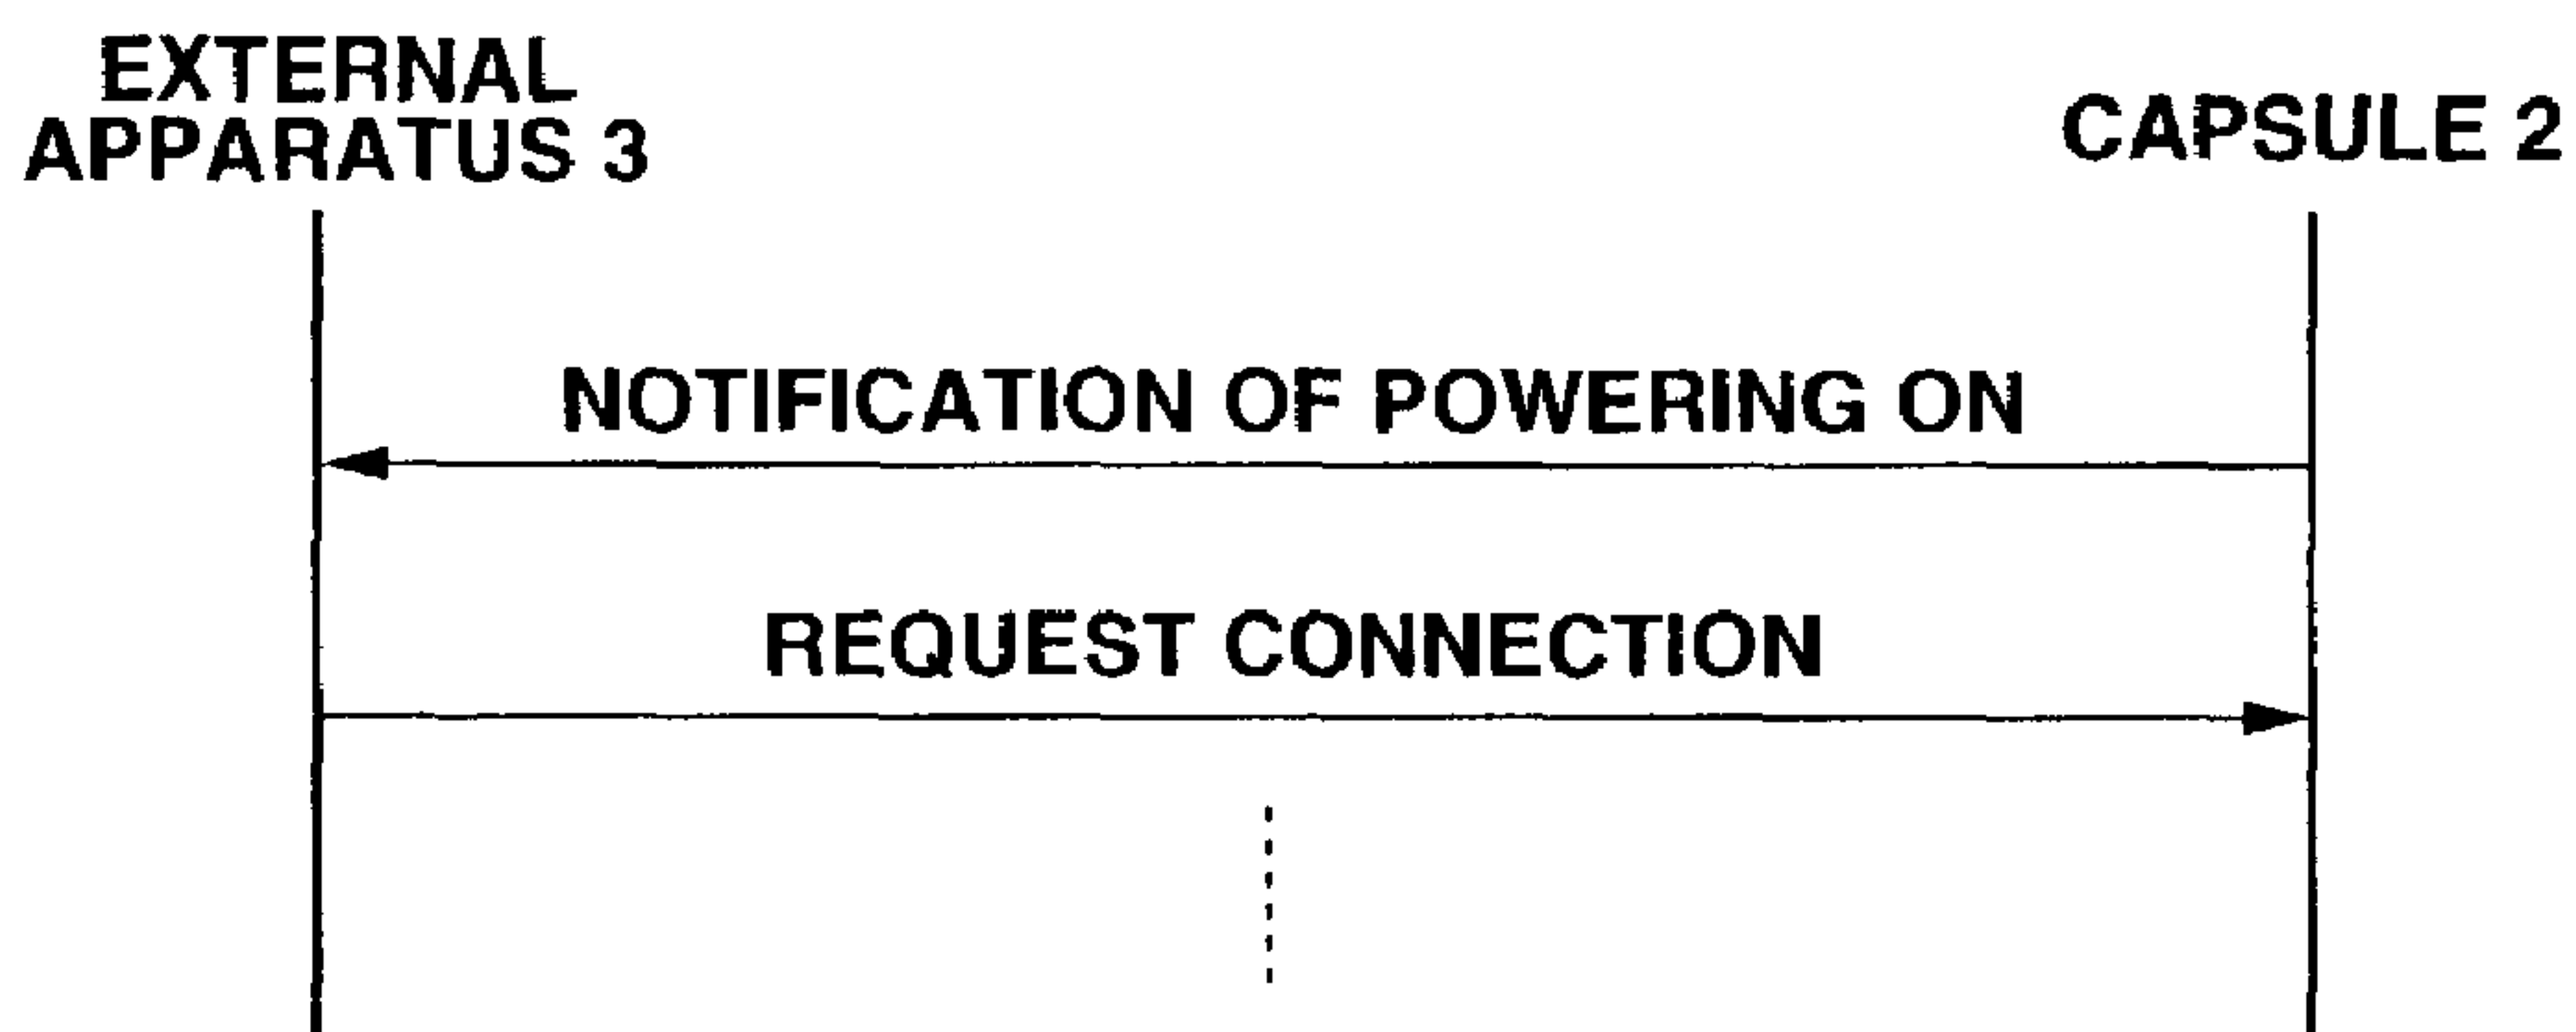 EXTERNAL
APPARATUS 3
CAPSULE 2
NOTIFICATION OF POWERING ON
REQUEST CONNECTION